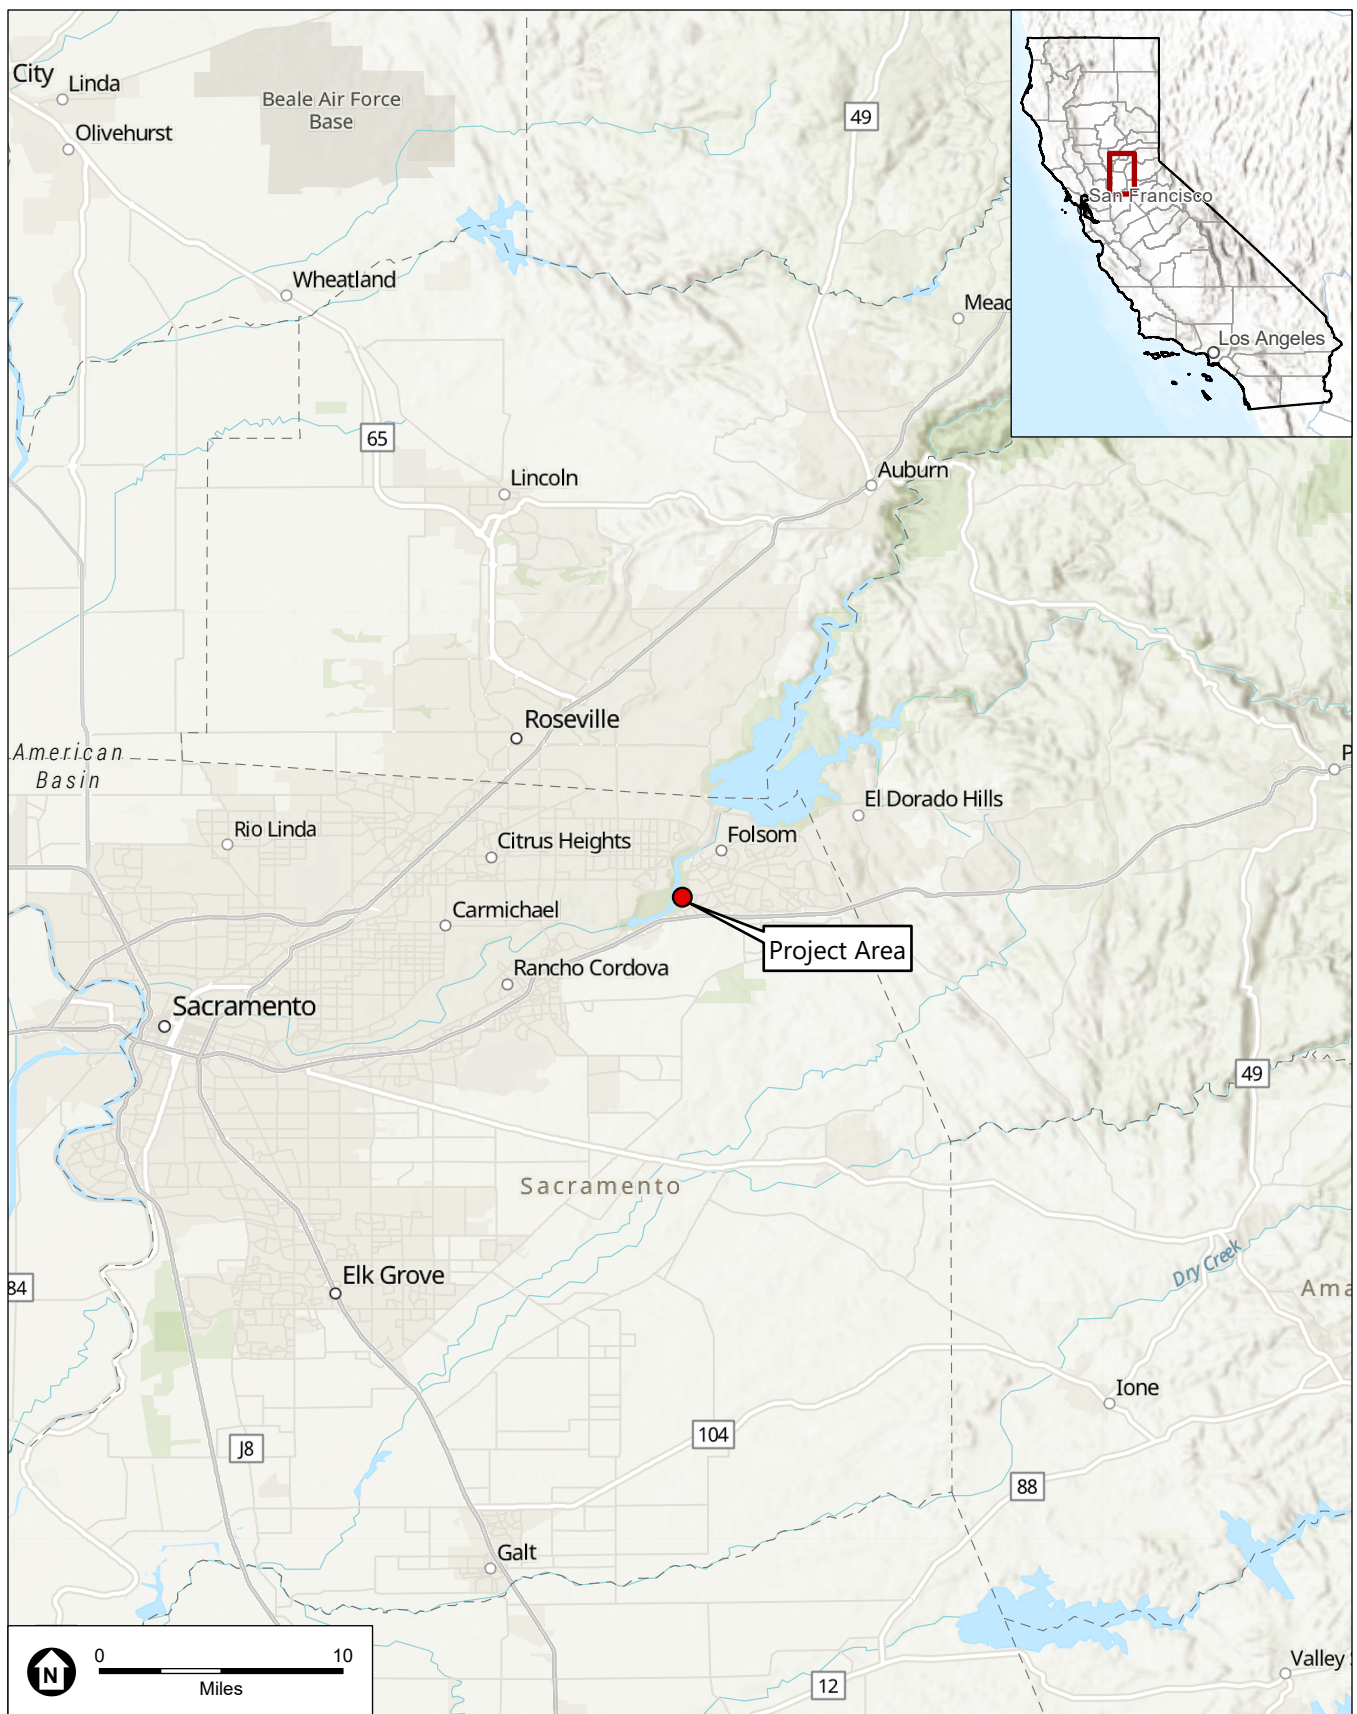 City
Linda
Olivehurst
Beale Air Force
Base
49
San Francisco
Los Angeles
Wheatland
Mead
65
Lincoln
Auburn
Roseville
American
Basin
P
El Dorado Hills
Rio Linda
Citrus Heights
Folsom
Carmichael
Project Area
Rancho Cordova
Sacramento
49
Sacramento
Dry Creek
Elk Grove
84
Ama
Ione
J8
104
88
Galt
N
0
10
Miles
12
Valley